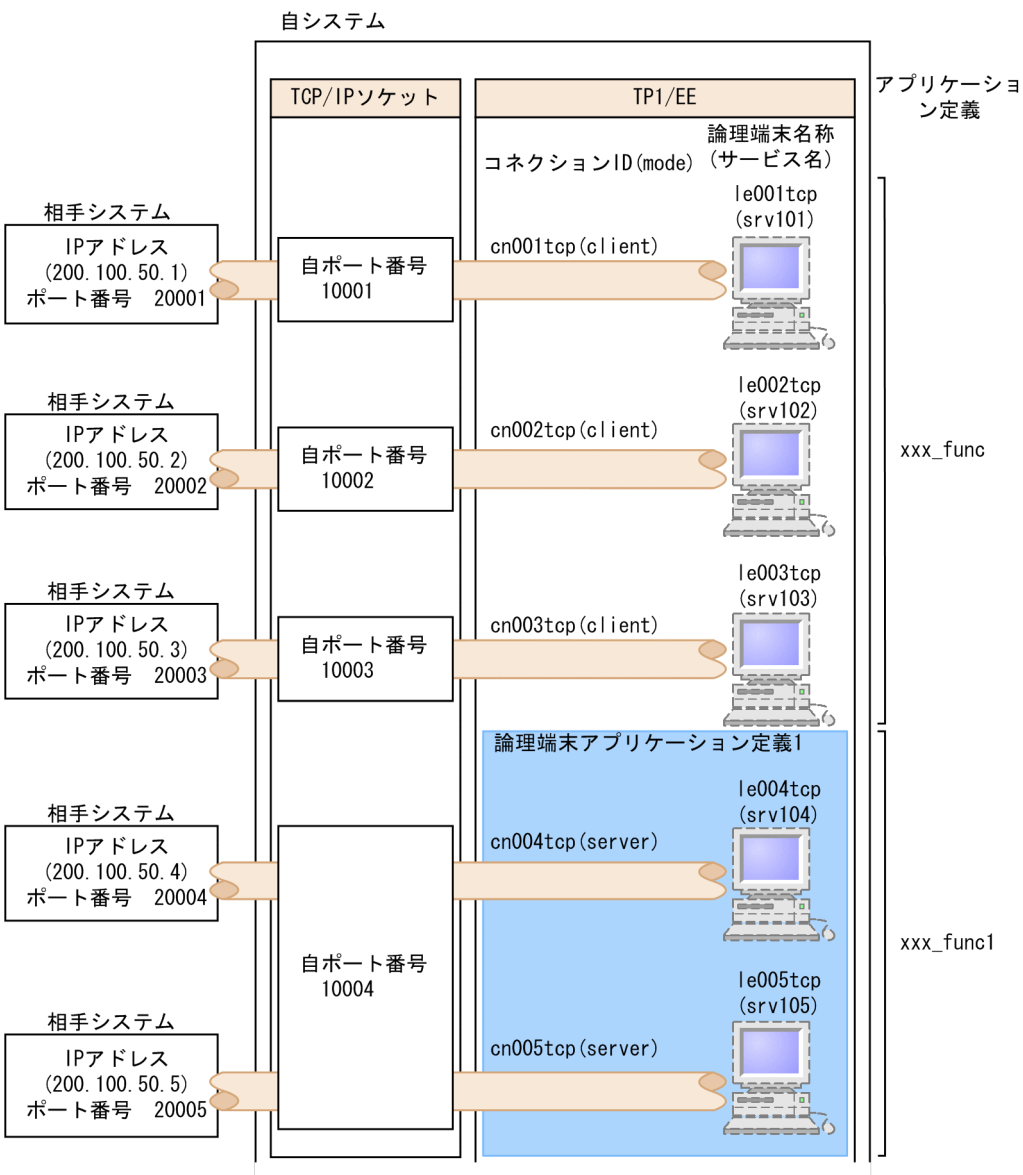 自システム
TCP/IPソケット
TP1/EE
アプリケーショ
ン定義
論理端末名称
コネクションID(mode)
(サービス名)
相手システム
IPアドレス
(200.100.50.1)
ポート番号 20001
自ポート番号
10001
cn001tcp(client)
le001tcp
(srv101)
相手システム
IPアドレス
(200.100.50.2)
ポート番号 20002
自ポート番号
10002
cn002tcp(client)
le002tcp
(srv102)
xxx_func
相手システム
IPアドレス
(200.100.50.3)
ポート番号 20003
自ポート番号
10003
cn003tcp(client)
le003tcp
(srv103)
論理端末アプリケーション定義1
相手システム
IPアドレス
(200.100.50.4)
ポート番号 20004
cn004tcp(server)
le004tcp
(srv104)
自ポート番号
10004
xxx_func1
相手システム
IPアドレス
(200.100.50.5)
ポート番号 20005
cn005tcp(server)
le005tcp
(srv105)